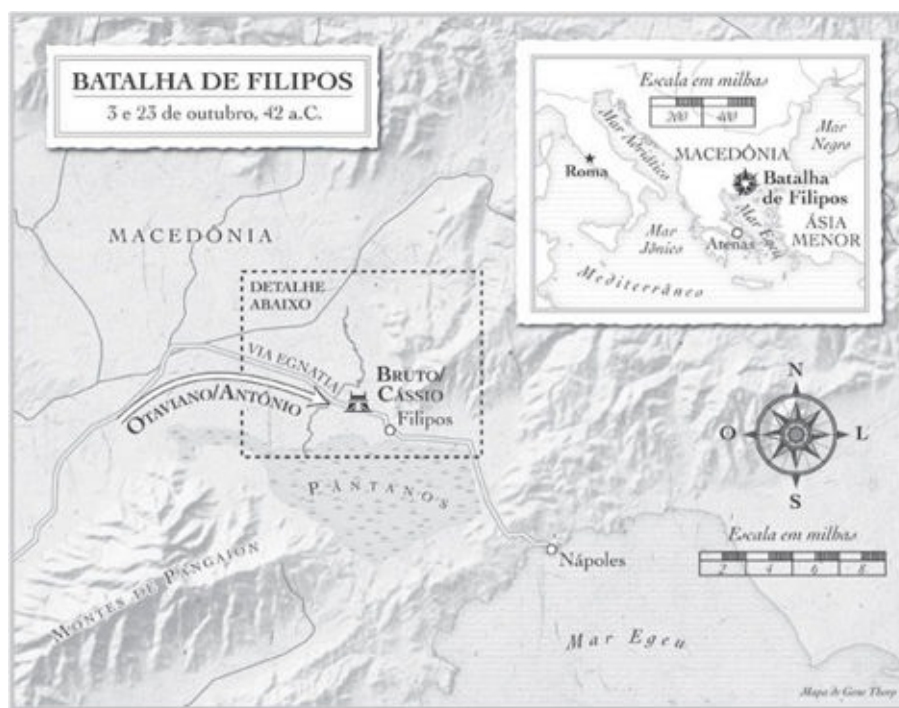 BATALHA DE FILIPOS
3 e 23 de outubro, 42 a.C.
Escala em milhas
200 400
Mar Adriático
Mar
Negro
MACEDÔNIA
Roma
Batalha
de Filipos
Mar Egeu
ÁSIA
MENOR
Mar
Jônico
Atenas
Mediterrâneo
MACEDÔNIA
DETALHE
ABAIXO
VIA EGNATIA
BRUTO/
CÁSSIO
OTAVIANO/ANTÔNIO
Filipos
N
O L
S
PÂNTANOS
Escala em milhas
2 4 6 8
Nápoles
MONTES DE PANGAION
Mar Egeu
Mapa de Gene Thorp